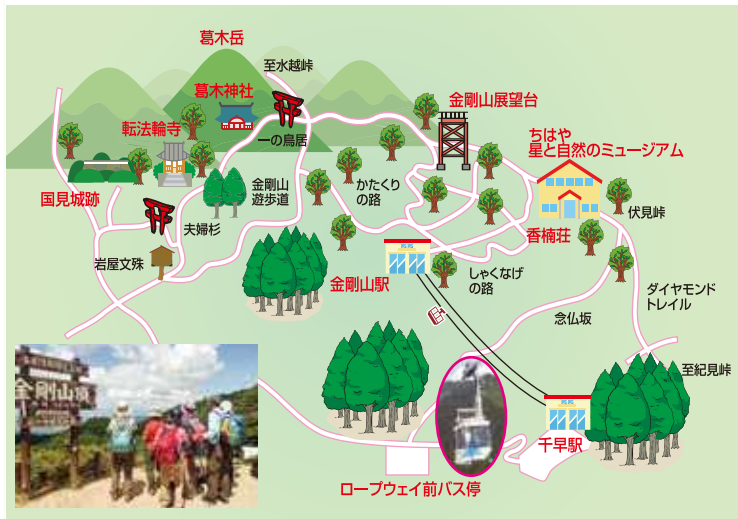 葛木岳
至水越峠
葛木神社
金剛山展望台
転法輪寺
一の鳥居
ちはや
星と自然のミュージアム
国見城跡
金剛山
遊歩道
かたくり
の路
伏見峠
夫婦杉
香楠荘
岩屋文殊
金剛山駅
しゃくなげ
の路
ダイヤモンド
トレイル
念仏坂
至紀見峠
金剛山頂
千早駅
ロープウェイ前バス停